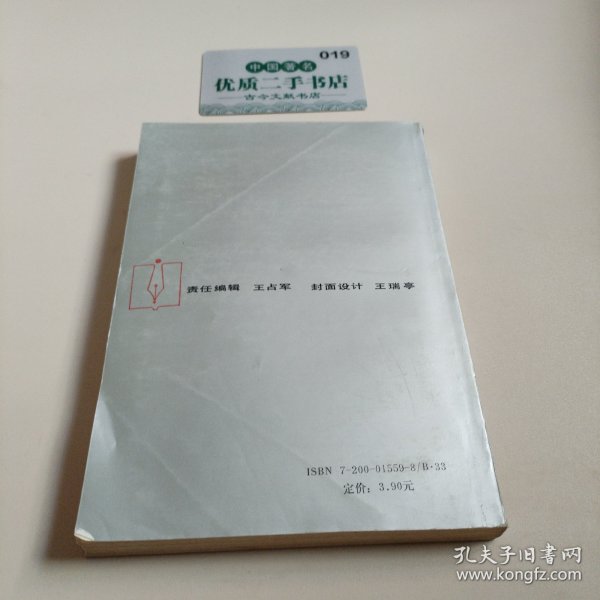 019
中国著名
优质二手书店
古今文献书店
责任编辑 王占军 封面设计 王瑞亭
ISBN 7-200-01559-8/B·33
定价：3.90元
孔夫子旧书网
www.kongfz.com